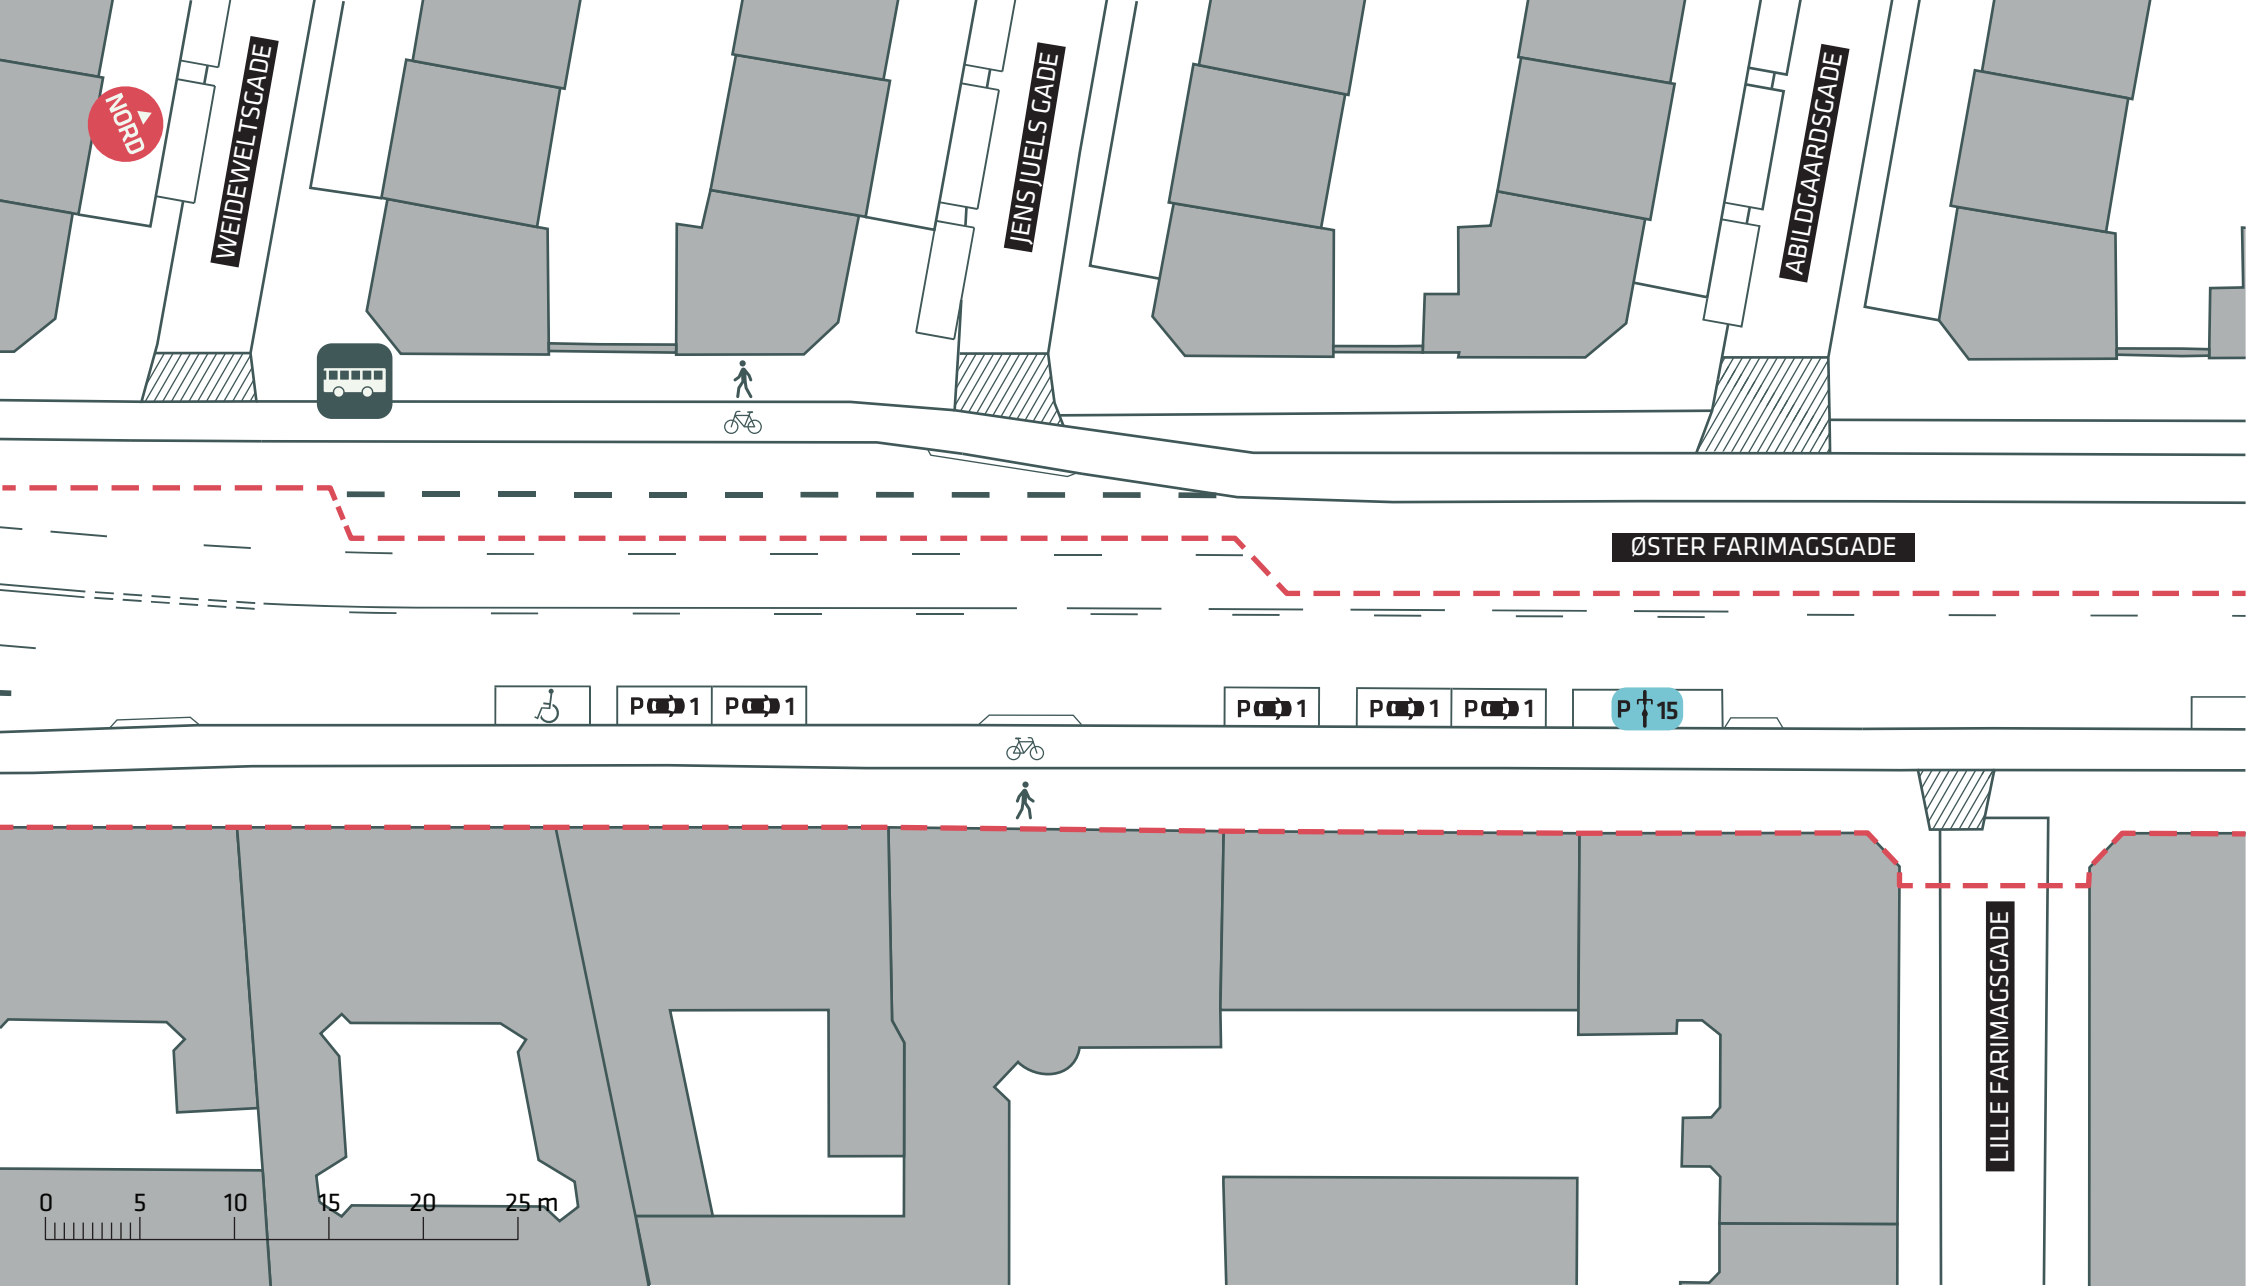 WEIDEWELTSGADE
JENS JUELS GADE
ABILDGAARDSGADE
NORD
ØSTER FARIMAGSGADE
P 1
P 1
P 1
P 1
P 1
P 15
LILLE FARIMAGSGADE
0 5 10 15 20 25 m